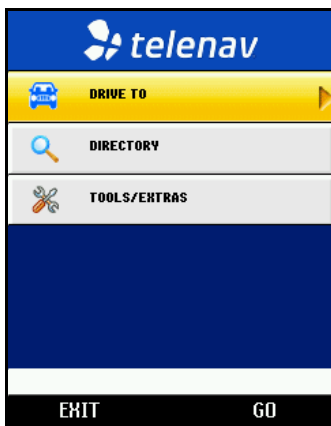 telenav
DRIVE TO
DIRECTORY
TOOLS/EXTRAS
EXIT GO